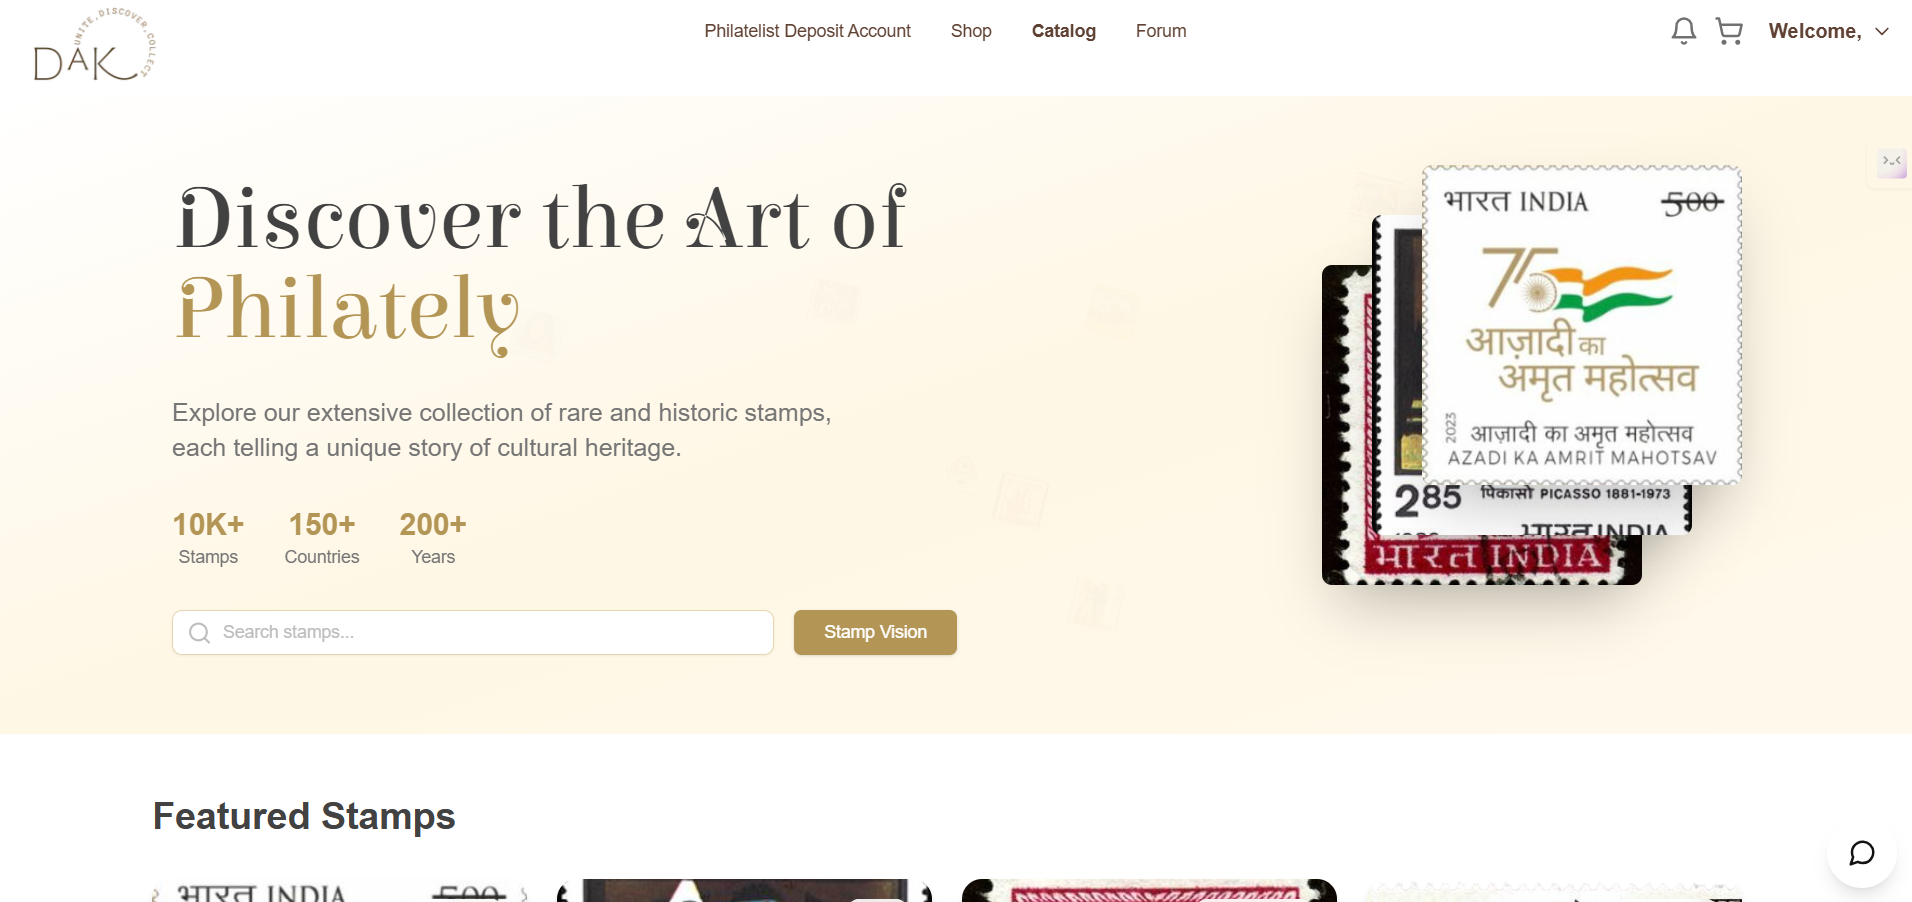 UNITE, DISCOVER, COLLECT
DAK
Philatelist Deposit Account
Shop
Catalog
Forum
Welcome,
Discover the Art of
Philately
Explore our extensive collection of rare and historic stamps,
each telling a unique story of cultural heritage.
10K+
Stamps
150+
Countries
200+
Years
Search stamps...
Stamp Vision
भारत INDIA
500
75
आज़ादी का
अमृत महोत्सव
2023
आज़ादी का अमृत महोत्सव
AZADI KA AMRIT MAHOTSAV
285
पिकासो PICASSO 1881-1973
भारत INDIA
भारत INDIA
Featured Stamps
भारत INDIA
500